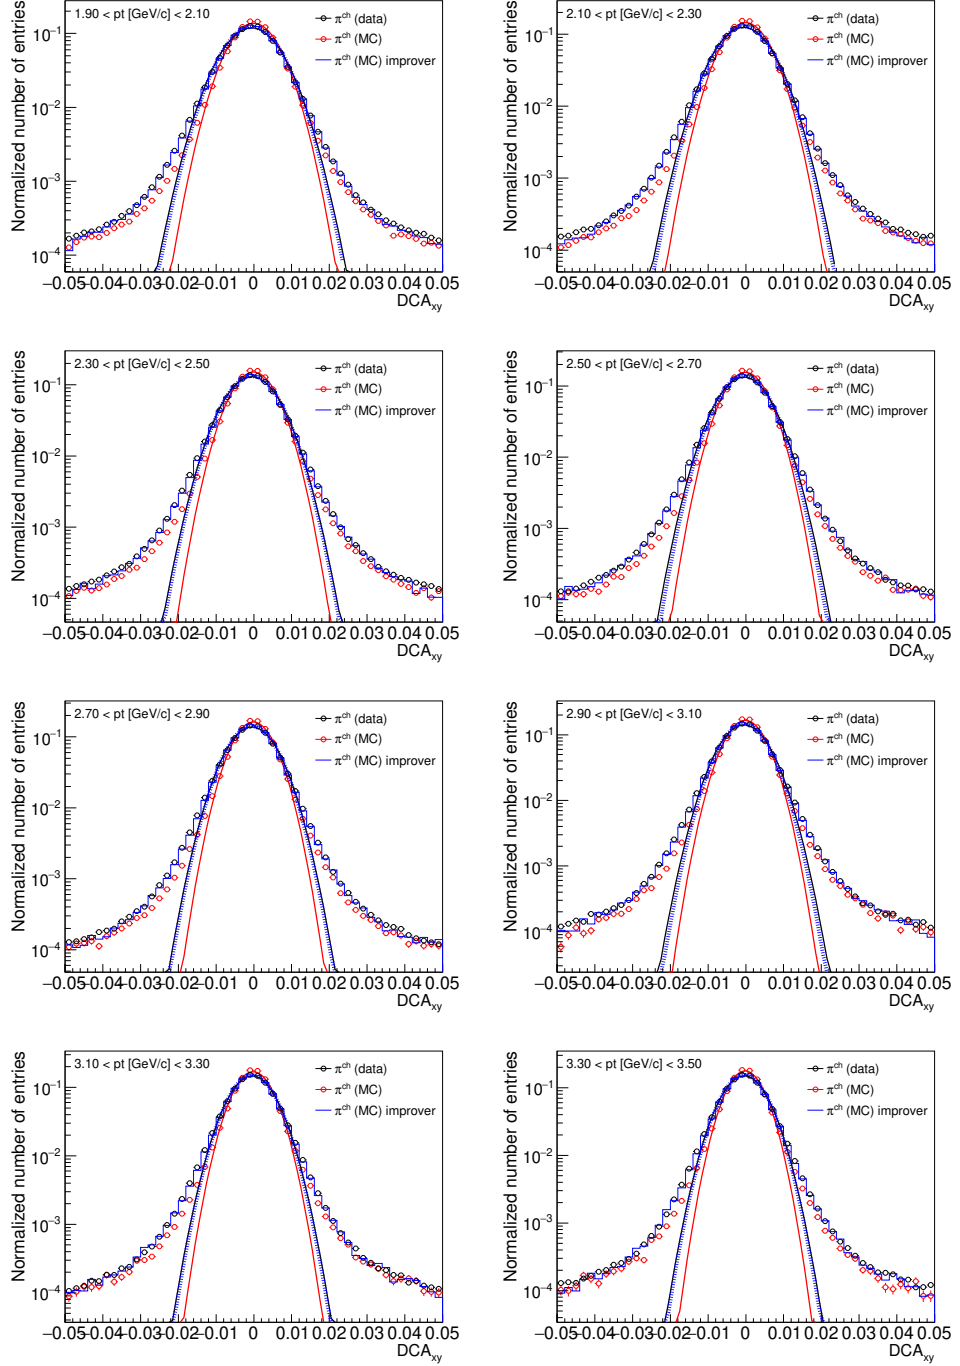 1.90 < pt [GeV/c] < 2.10
π^ch (data)
π^ch (MC)
π^ch (MC) improver
Normalized number of entries
10^−1
10^−2
10^−3
10^−4
−0.05 −0.04 −0.03 −0.02 −0.01 0 0.01 0.02 0.03 0.04 0.05
DCA_xy
2.10 < pt [GeV/c] < 2.30
π^ch (data)
π^ch (MC)
π^ch (MC) improver
Normalized number of entries
10^−1
10^−2
10^−3
10^−4
−0.05 −0.04 −0.03 −0.02 −0.01 0 0.01 0.02 0.03 0.04 0.05
DCA_xy
2.30 < pt [GeV/c] < 2.50
π^ch (data)
π^ch (MC)
π^ch (MC) improver
Normalized number of entries
10^−1
10^−2
10^−3
10^−4
−0.05 −0.04 −0.03 −0.02 −0.01 0 0.01 0.02 0.03 0.04 0.05
DCA_xy
2.50 < pt [GeV/c] < 2.70
π^ch (data)
π^ch (MC)
π^ch (MC) improver
Normalized number of entries
10^−1
10^−2
10^−3
10^−4
−0.05 −0.04 −0.03 −0.02 −0.01 0 0.01 0.02 0.03 0.04 0.05
DCA_xy
2.70 < pt [GeV/c] < 2.90
π^ch (data)
π^ch (MC)
π^ch (MC) improver
Normalized number of entries
10^−1
10^−2
10^−3
10^−4
−0.05 −0.04 −0.03 −0.02 −0.01 0 0.01 0.02 0.03 0.04 0.05
DCA_xy
2.90 < pt [GeV/c] < 3.10
π^ch (data)
π^ch (MC)
π^ch (MC) improver
Normalized number of entries
10^−1
10^−2
10^−3
10^−4
−0.05 −0.04 −0.03 −0.02 −0.01 0 0.01 0.02 0.03 0.04 0.05
DCA_xy
3.10 < pt [GeV/c] < 3.30
π^ch (data)
π^ch (MC)
π^ch (MC) improver
Normalized number of entries
10^−1
10^−2
10^−3
10^−4
−0.05 −0.04 −0.03 −0.02 −0.01 0 0.01 0.02 0.03 0.04 0.05
DCA_xy
3.30 < pt [GeV/c] < 3.50
π^ch (data)
π^ch (MC)
π^ch (MC) improver
Normalized number of entries
10^−1
10^−2
10^−3
10^−4
−0.05 −0.04 −0.03 −0.02 −0.01 0 0.01 0.02 0.03 0.04 0.05
DCA_xy